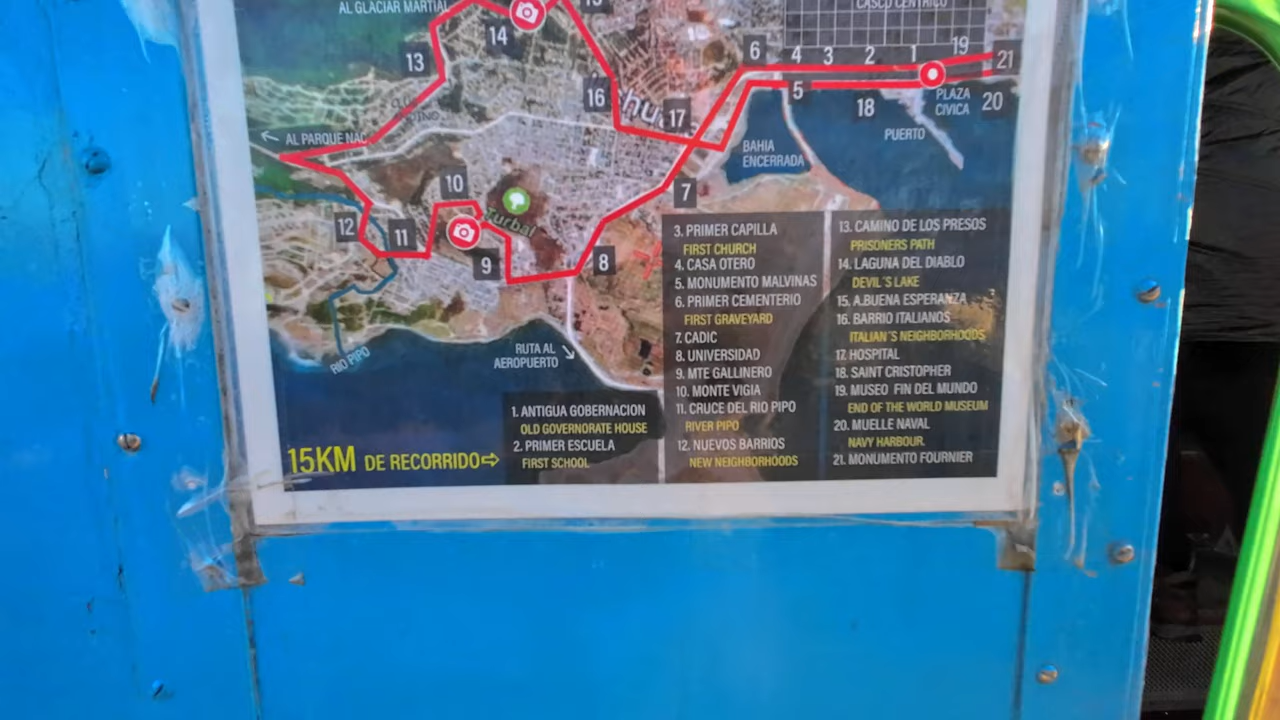 AL GLACIAR MARTIAL
15
CASCO CENTRICO
14
13
6
4
3
2
1
19
21
16
17
5
18
PLAZA
CIVICA
20
AL PARQUE NAC
PUERTO
BAHIA
ENCERRADA
10
7
Turbal
12
11
9
8
RIO PIPO
RUTA AL
AEROPUERTO
15KM DE RECORRIDO
1. ANTIGUA GOBERNACION
OLD GOVERNORATE HOUSE
2. PRIMER ESCUELA
FIRST SCHOOL
3. PRIMER CAPILLA
FIRST CHURCH
4. CASA OTERO
5. MONUMENTO MALVINAS
6. PRIMER CEMENTERIO
FIRST GRAVEYARD
7. CADIC
8. UNIVERSIDAD
9. MTE GALLINERO
10. MONTE VIGIA
11. CRUCE DEL RIO PIPO
RIVER PIPO
12. NUEVOS BARRIOS
NEW NEIGHBORHOODS
13. CAMINO DE LOS PRESOS
PRISONERS PATH
14. LAGUNA DEL DIABLO
DEVIL´S LAKE
15. A.BUENA ESPERANZA
16. BARRIO ITALIANOS
ITALIAN´S NEIGHBORHOODS
17. HOSPITAL
18. SAINT CRISTOPHER
19. MUSEO FIN DEL MUNDO
END OF THE WORLD MUSEUM
20. MUELLE NAVAL
NAVY HARBOUR.
21. MONUMENTO FOURNIER